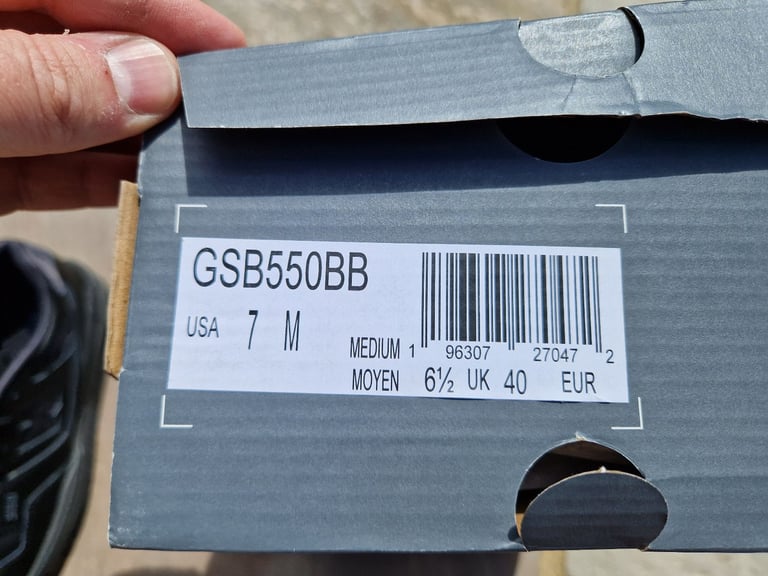 GSB550BB
USA 7 M
MEDIUM 1 96307 27047 2
MOYEN 6½ UK 40 EUR